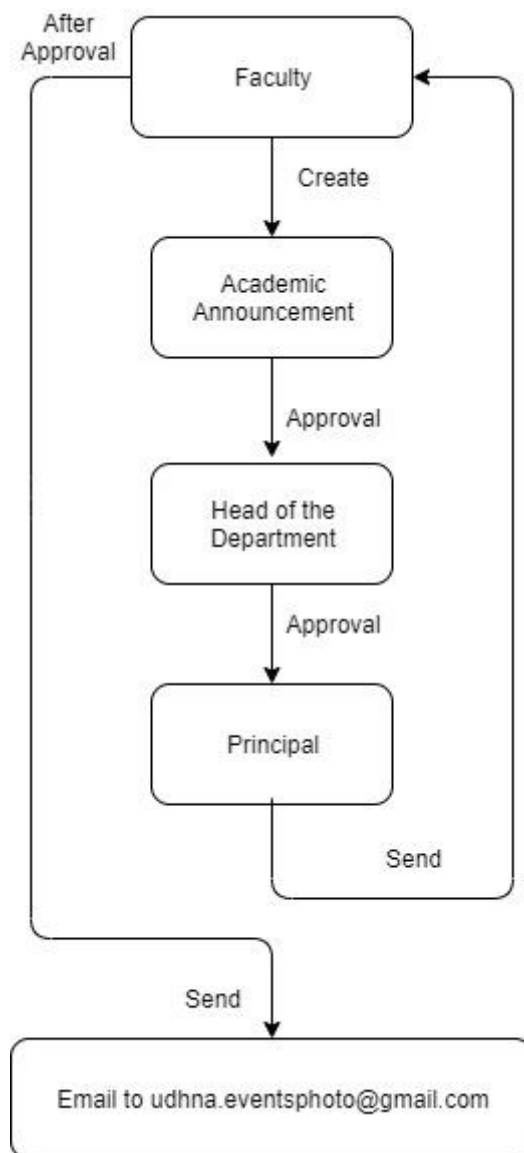 After
Approval
Faculty
Create
Academic
Announcement
Approval
Head of the
Department
Approval
Principal
Send
Send
Email to udhna.eventsphoto@gmail.com